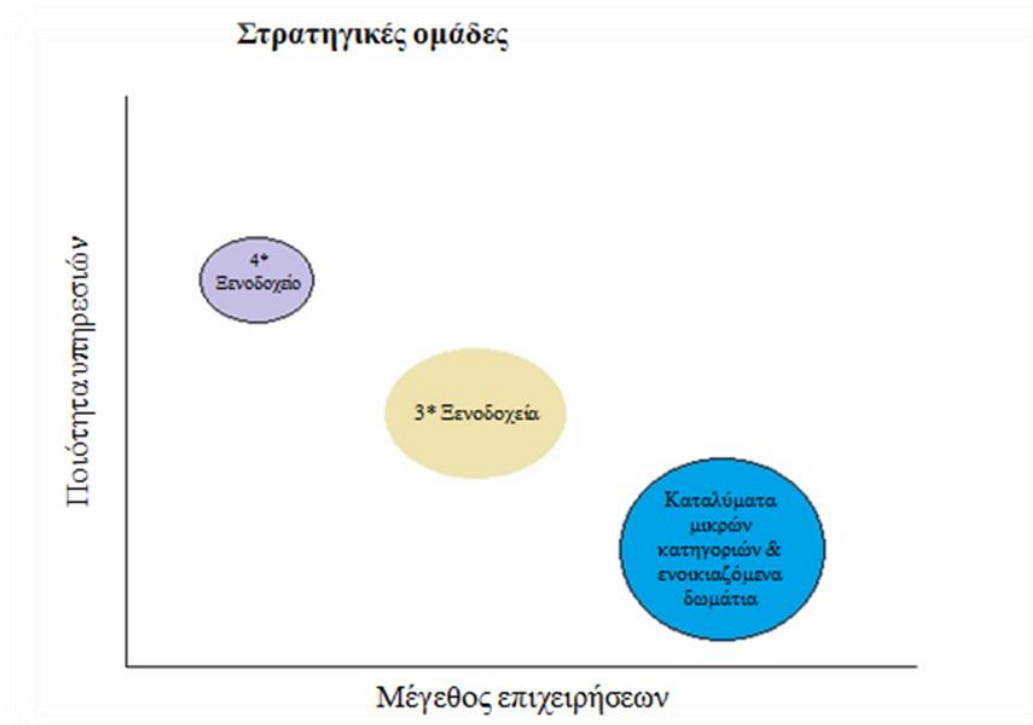 Στρατηγικές ομάδες
Ποιότητα υπηρεσιών
4*
Ξενοδοχείο
3* Ξενοδοχεία
Καταλύματα
μικρών
κατηγοριών &
ενοικιαζόμενα
δωμάτια
Μέγεθος επιχειρήσεων